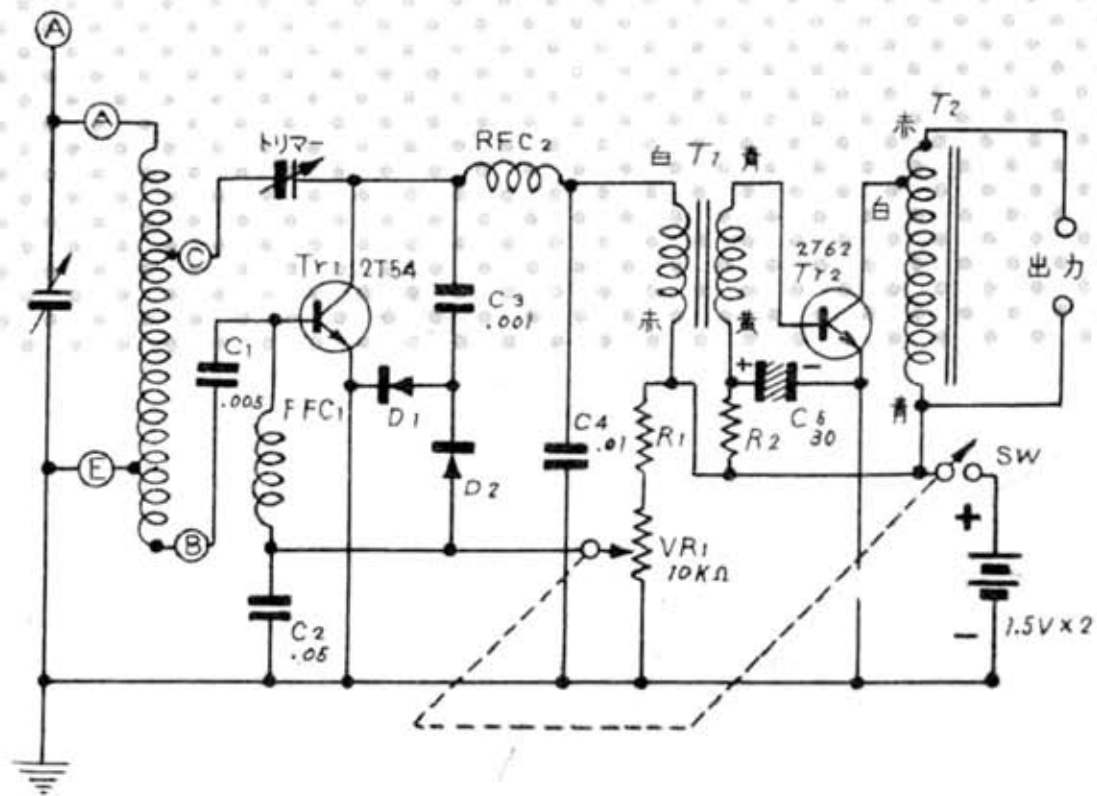 A
A
C
E
B
トリマー
RFC2
白 T1 黄
赤 T2
白
2T62
Tr2
出力
Tr1 2T54
C3
.001
C1
.005
FFC1
D1
D2
C4
.01
赤
黄
R1
R2
+ -
C5
30
青
SW
VR1
10KΩ
C2
.05
+
-
1.5V×2